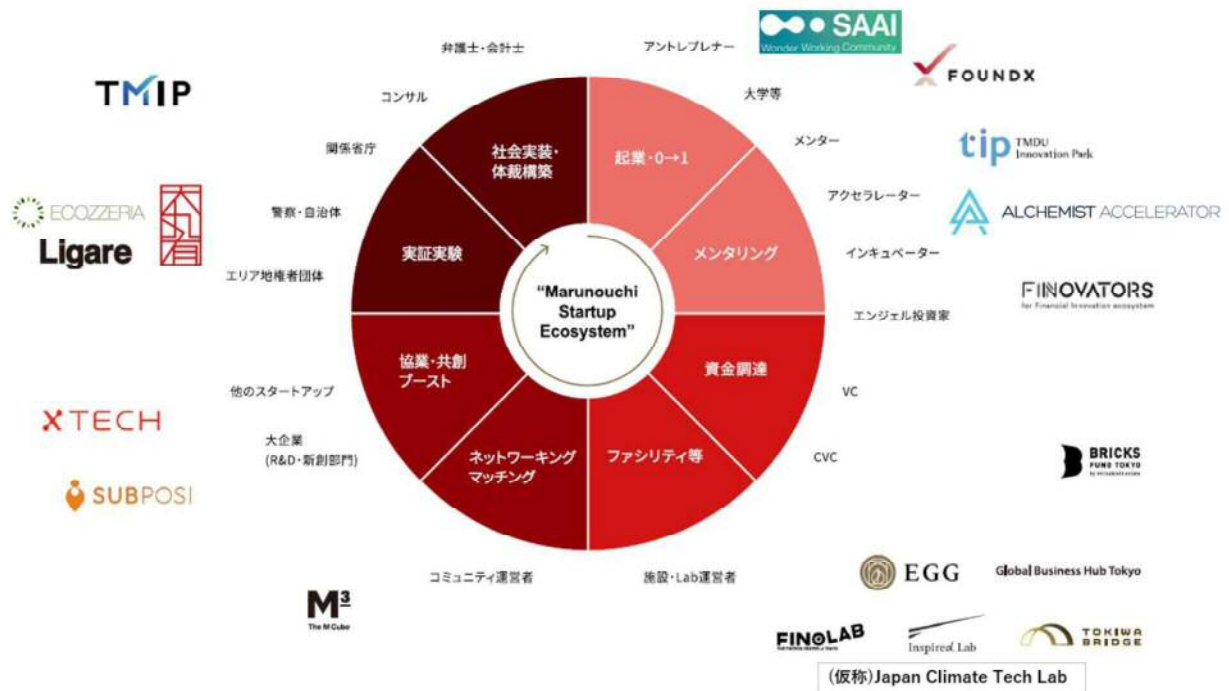 弁護士・会計士
アントレプレナー
SAAI
Wonder Working Community
FOUNDX
TMIP
コンサル
大学等
関係省庁
社会実装・
体裁構築
起業・0→1
メンター
tip
TMDU
Innovation Park
ECOZZERIA
Ligare
警察・自治体
アクセラレーター
ALCHEMIST ACCELERATOR
実証実験
メンタリング
インキュベーター
エリア地権者団体
"Marunouchi
Startup
Ecosystem"
エンジェル投資家
FINOVATORS
for Financial Innovation ecosystem
協業・共創
ブースト
資金調達
他のスタートアップ
VC
XTECH
大企業
(R&D・新創部門)
ネットワーキング
マッチング
ファシリティ等
CVC
BRICKS
FUND TOKYO
SUBPOSI
コミュニティ運営者
施設・Lab運営者
EGG
Global Business Hub Tokyo
M³
The M Cube
FINOLAB
Inspired.Lab
TOKIWA
BRIDGE
(仮称)Japan Climate Tech Lab